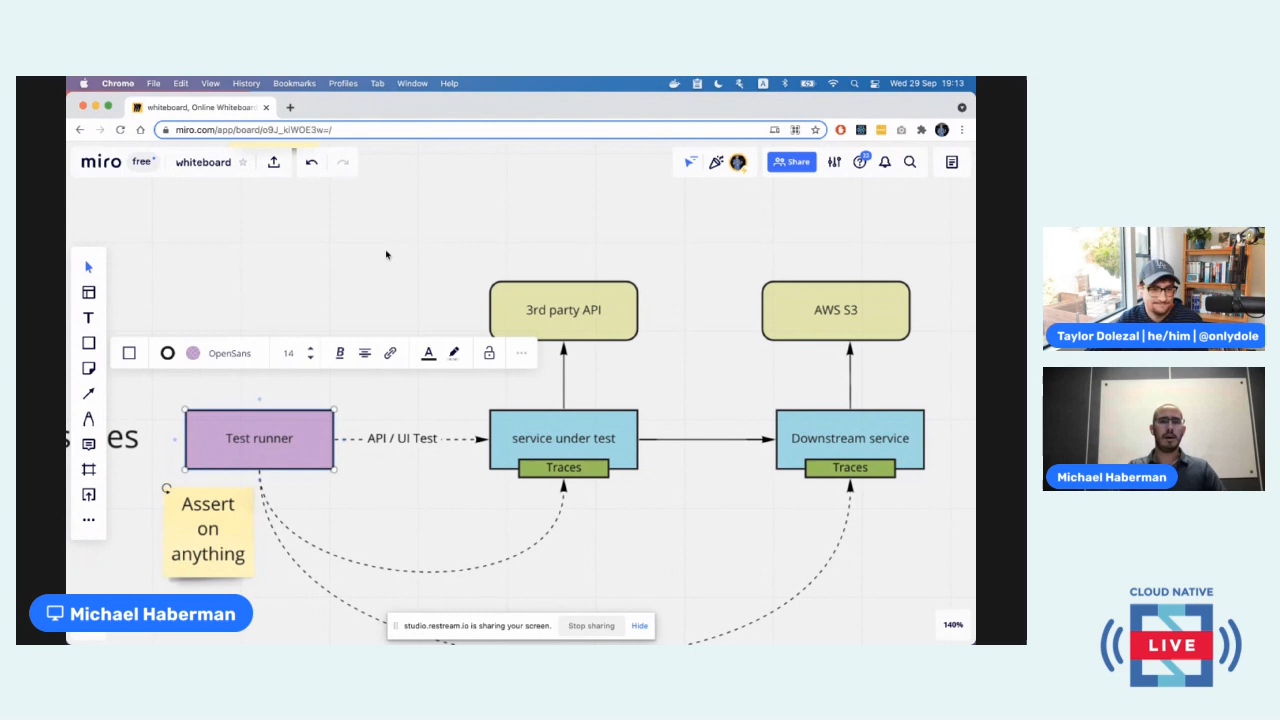 Chrome File Edit View History Bookmarks Profiles Tab Window Help
A
Wed 29 Sep 19:13
whiteboard, Online Whiteboard
miro.com/app/board/o9J_kiWOE3w=/
miro free whiteboard
Share
3rd party API
AWS S3
OpenSans 14 B A
es
Test runner
API / UI Test
service under test
Downstream service
Traces
Traces
Assert
on
anything
studio.restream.io is sharing your screen. Stop sharing Hide
140%
Michael Haberman
Taylor Dolezal | he/him | @onlydole
Michael Haberman
CLOUD NATIVE
LIVE